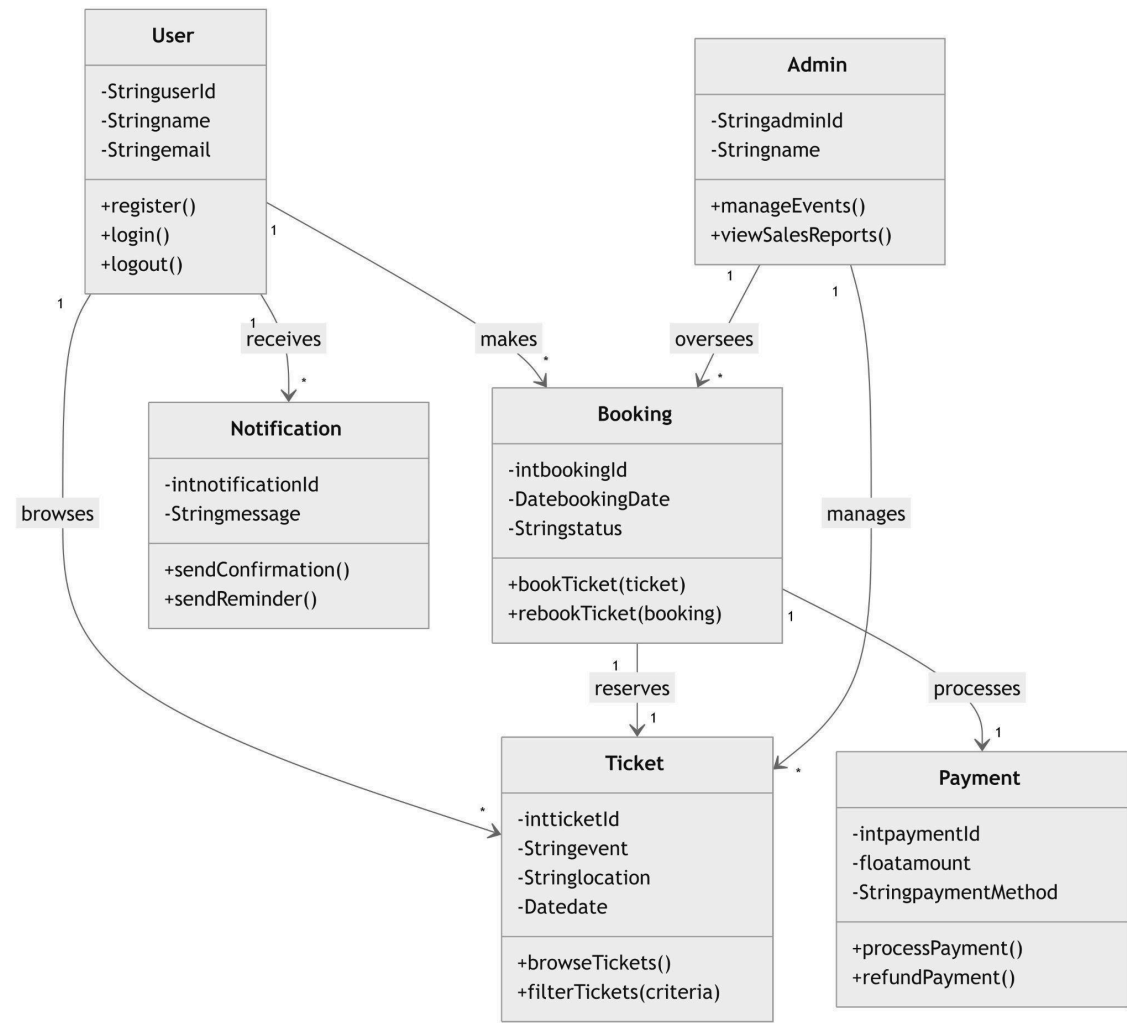 User
-StringuserId
-Stringname
-Stringemail
+register()
+login()
+logout()
Admin
-StringadminId
-Stringname
+manageEvents()
+viewSalesReports()
1
1
1
1
1
receives
makes
oversees
*
*
*
Notification
-intnotificationId
-Stringmessage
+sendConfirmation()
+sendReminder()
Booking
-intbookingId
-DatebookingDate
-Stringstatus
+bookTicket(ticket)
+rebookTicket(booking)
browses
manages
1
1
reserves
processes
1
1
*
*
Ticket
-intticketId
-Stringevent
-Stringlocation
-Datedate
+browseTickets()
+filterTickets(criteria)
Payment
-intpaymentId
-floatamount
-StringpaymentMethod
+processPayment()
+refundPayment()